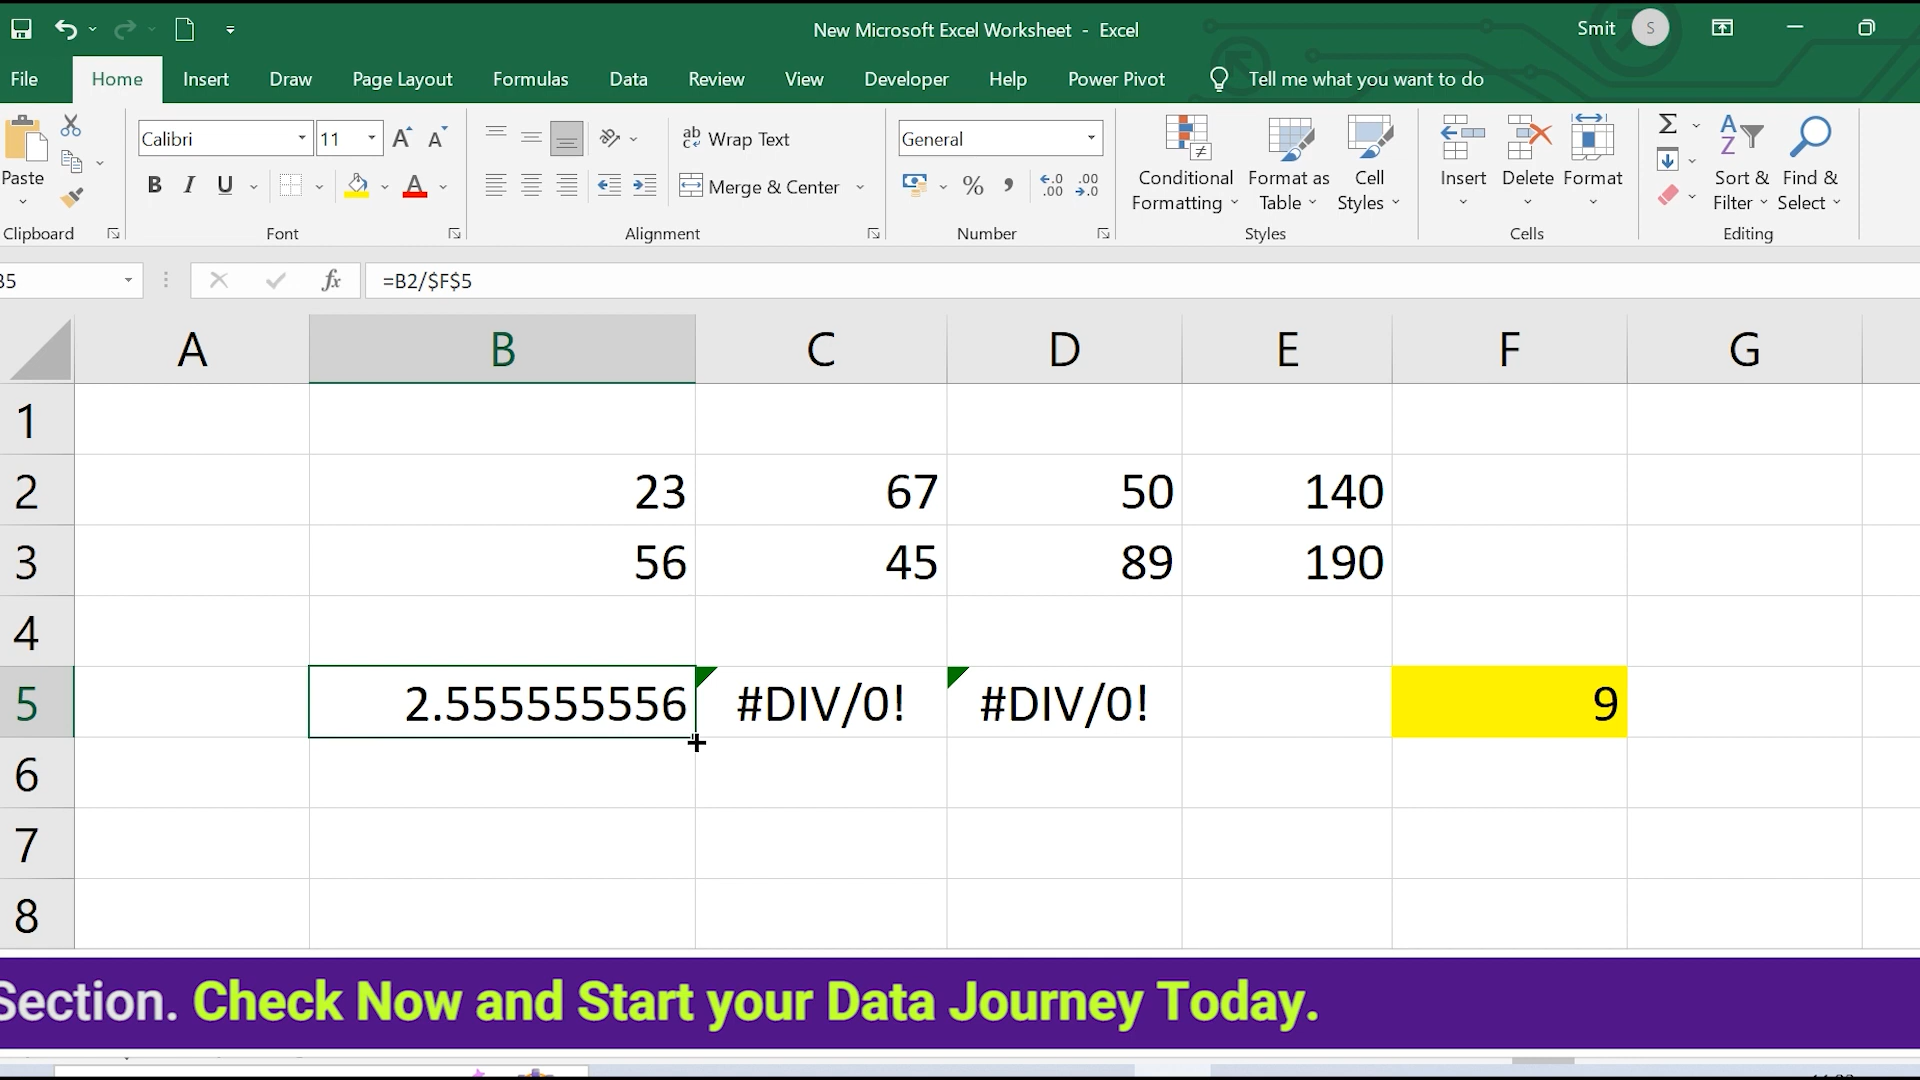 New Microsoft Excel Worksheet - Excel
Smit S
File Home Insert Draw Page Layout Formulas Data Review View Developer Help Power Pivot Tell me what you want to do
Calibri 11 A A ab Wrap Text General
Paste B I U A Merge & Center % , .00 .00
Conditional Formatting
Format as Table
Cell Styles
Insert Delete Format
Sort & Filter
Find & Select
Clipboard Font Alignment Number Styles Cells Editing
fx =B2/$F$5
A B C D E F G
1
2 23 67 50 140
3 56 45 89 190
4
5 2.555555556 #DIV/0! #DIV/0! 9
6
7
8
Section. Check Now and Start your Data Journey Today.